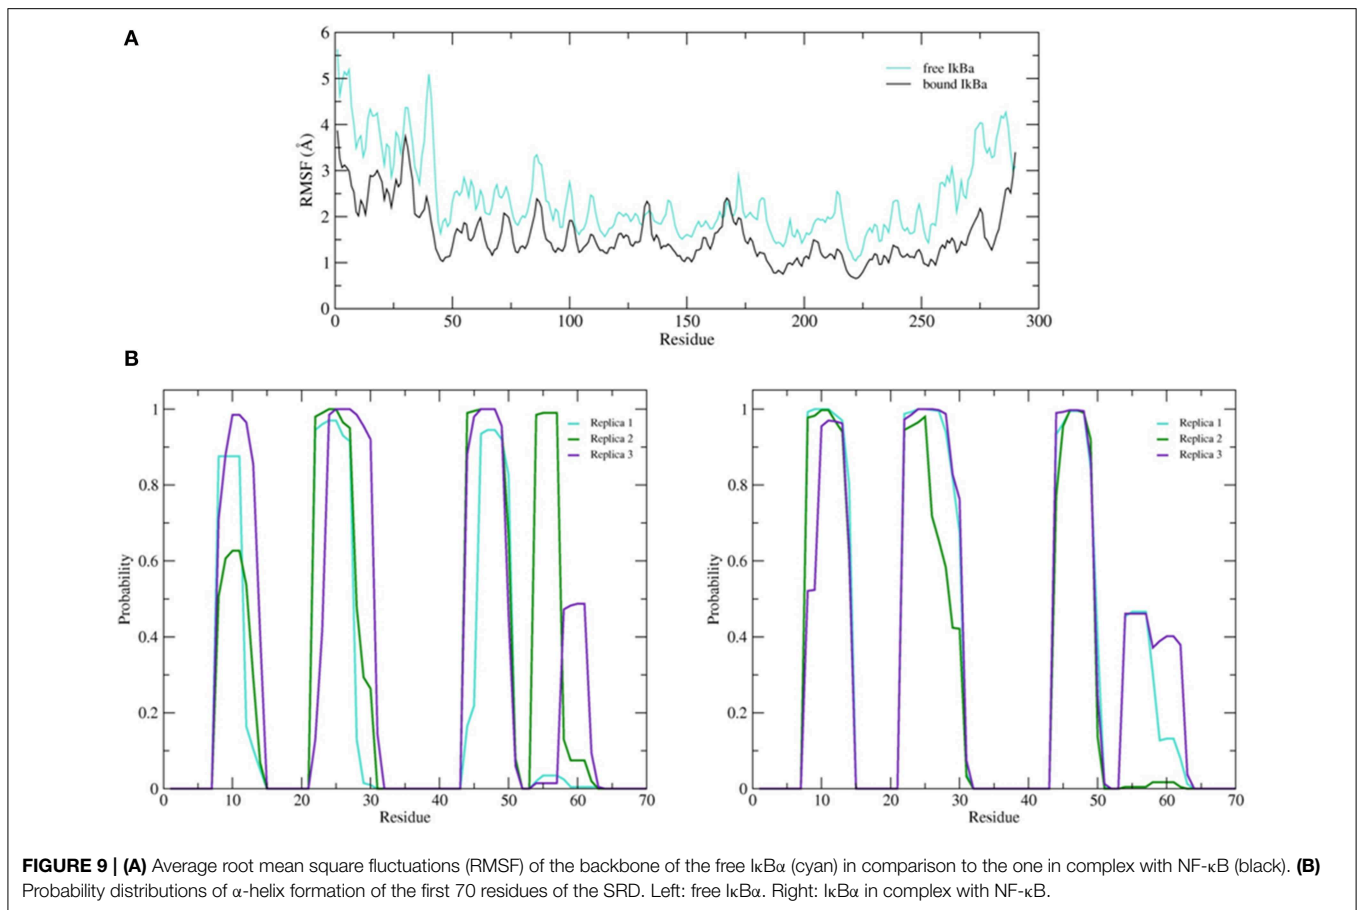 A
6
5
4
3
2
1
0
RMSF (Å)
free IkBa
bound IkBa
0 50 100 150 200 250 300
Residue
B
1
0.8
0.6
0.4
0.2
0
Probability
Replica 1
Replica 2
Replica 3
0 10 20 30 40 50 60 70
Residue
1
0.8
0.6
0.4
0.2
0
Probability
Replica 1
Replica 2
Replica 3
0 10 20 30 40 50 60 70
Residue
FIGURE 9 | (A) Average root mean square fluctuations (RMSF) of the backbone of the free IκBα (cyan) in comparison to the one in complex with NF-κB (black). (B)
Probability distributions of α-helix formation of the first 70 residues of the SRD. Left: free IκBα. Right: IκBα in complex with NF-κB.